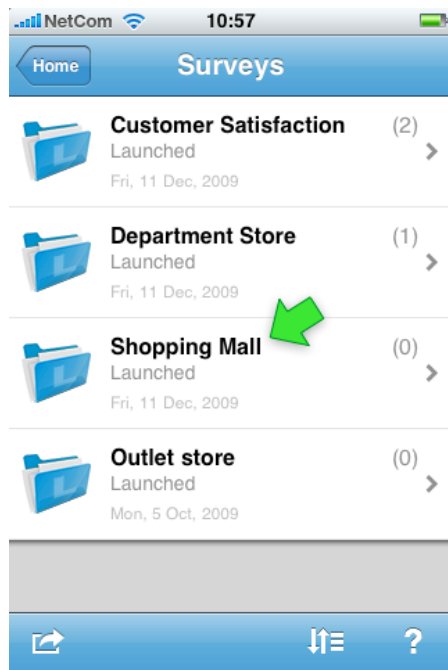 NetCom 10:57
Home Surveys
Customer Satisfaction (2)
Launched
Fri, 11 Dec, 2009
Department Store (1)
Launched
Fri, 11 Dec, 2009
Shopping Mall (0)
Launched
Fri, 11 Dec, 2009
Outlet store (0)
Launched
Mon, 5 Oct, 2009
?